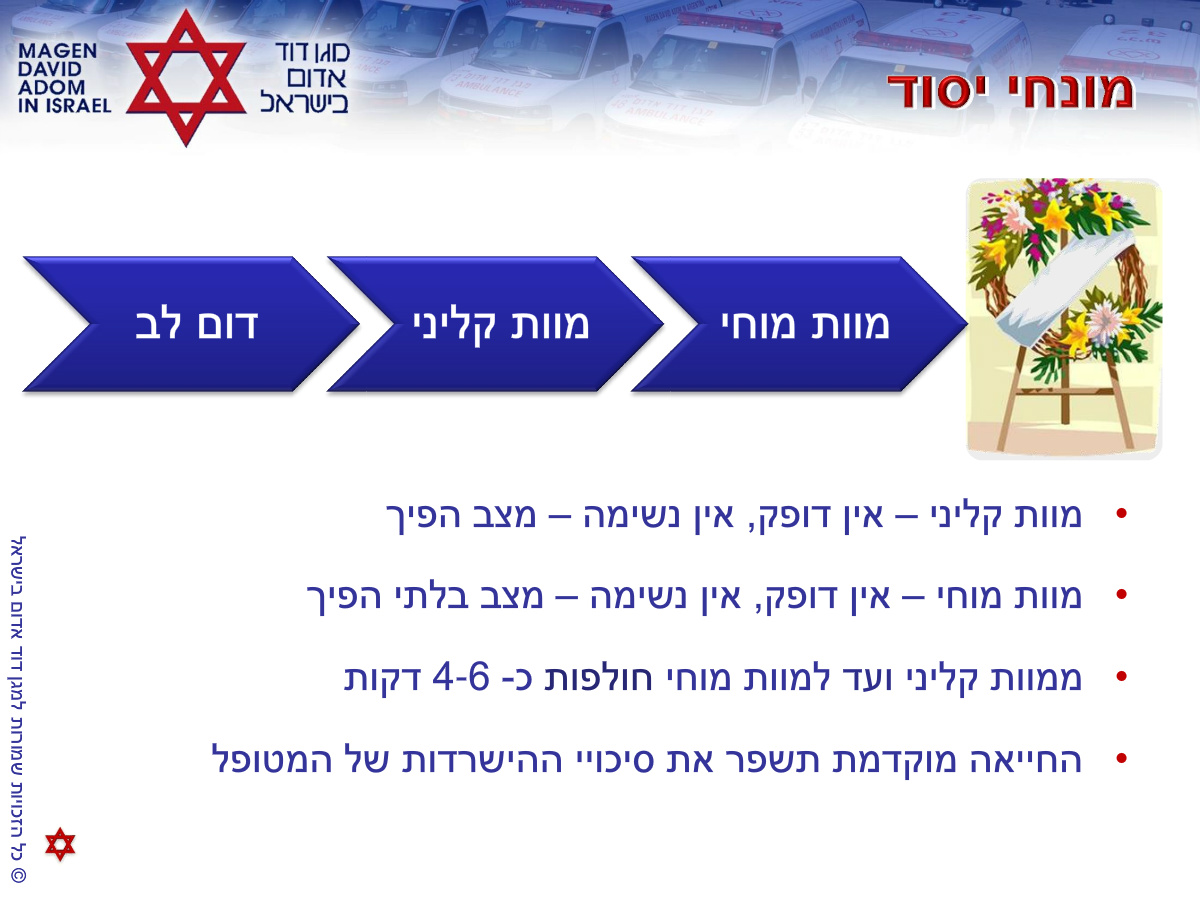 MAGEN
DAVID
ADOM
IN ISRAEL
מגן דוד
אדום
בישראל
מונחי יסוד
דום לב
מוות קליני
מוות מוחי
• מוות קליני – אין דופק, אין נשימה – מצב הפיך
• מוות מוחי – אין דופק, אין נשימה – מצב בלתי הפיך
• ממוות קליני ועד למוות מוחי חולפות כ- 4-6 דקות
• החייאה מוקדמת תשפר את סיכויי ההישרדות של המטופל
© כל הזכויות שמורות למגן דוד אדום בישראל